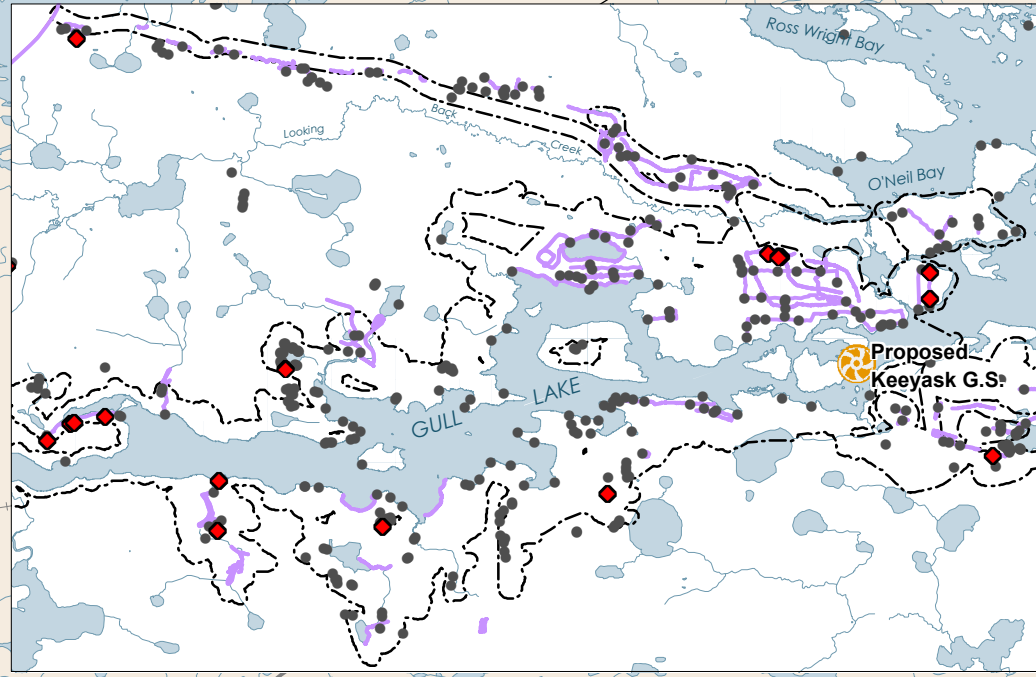 Ross Wright Bay
Back
Looking
Creek
O'Neil Bay
Proposed
Keeyask G.S.
LAKE
GULL